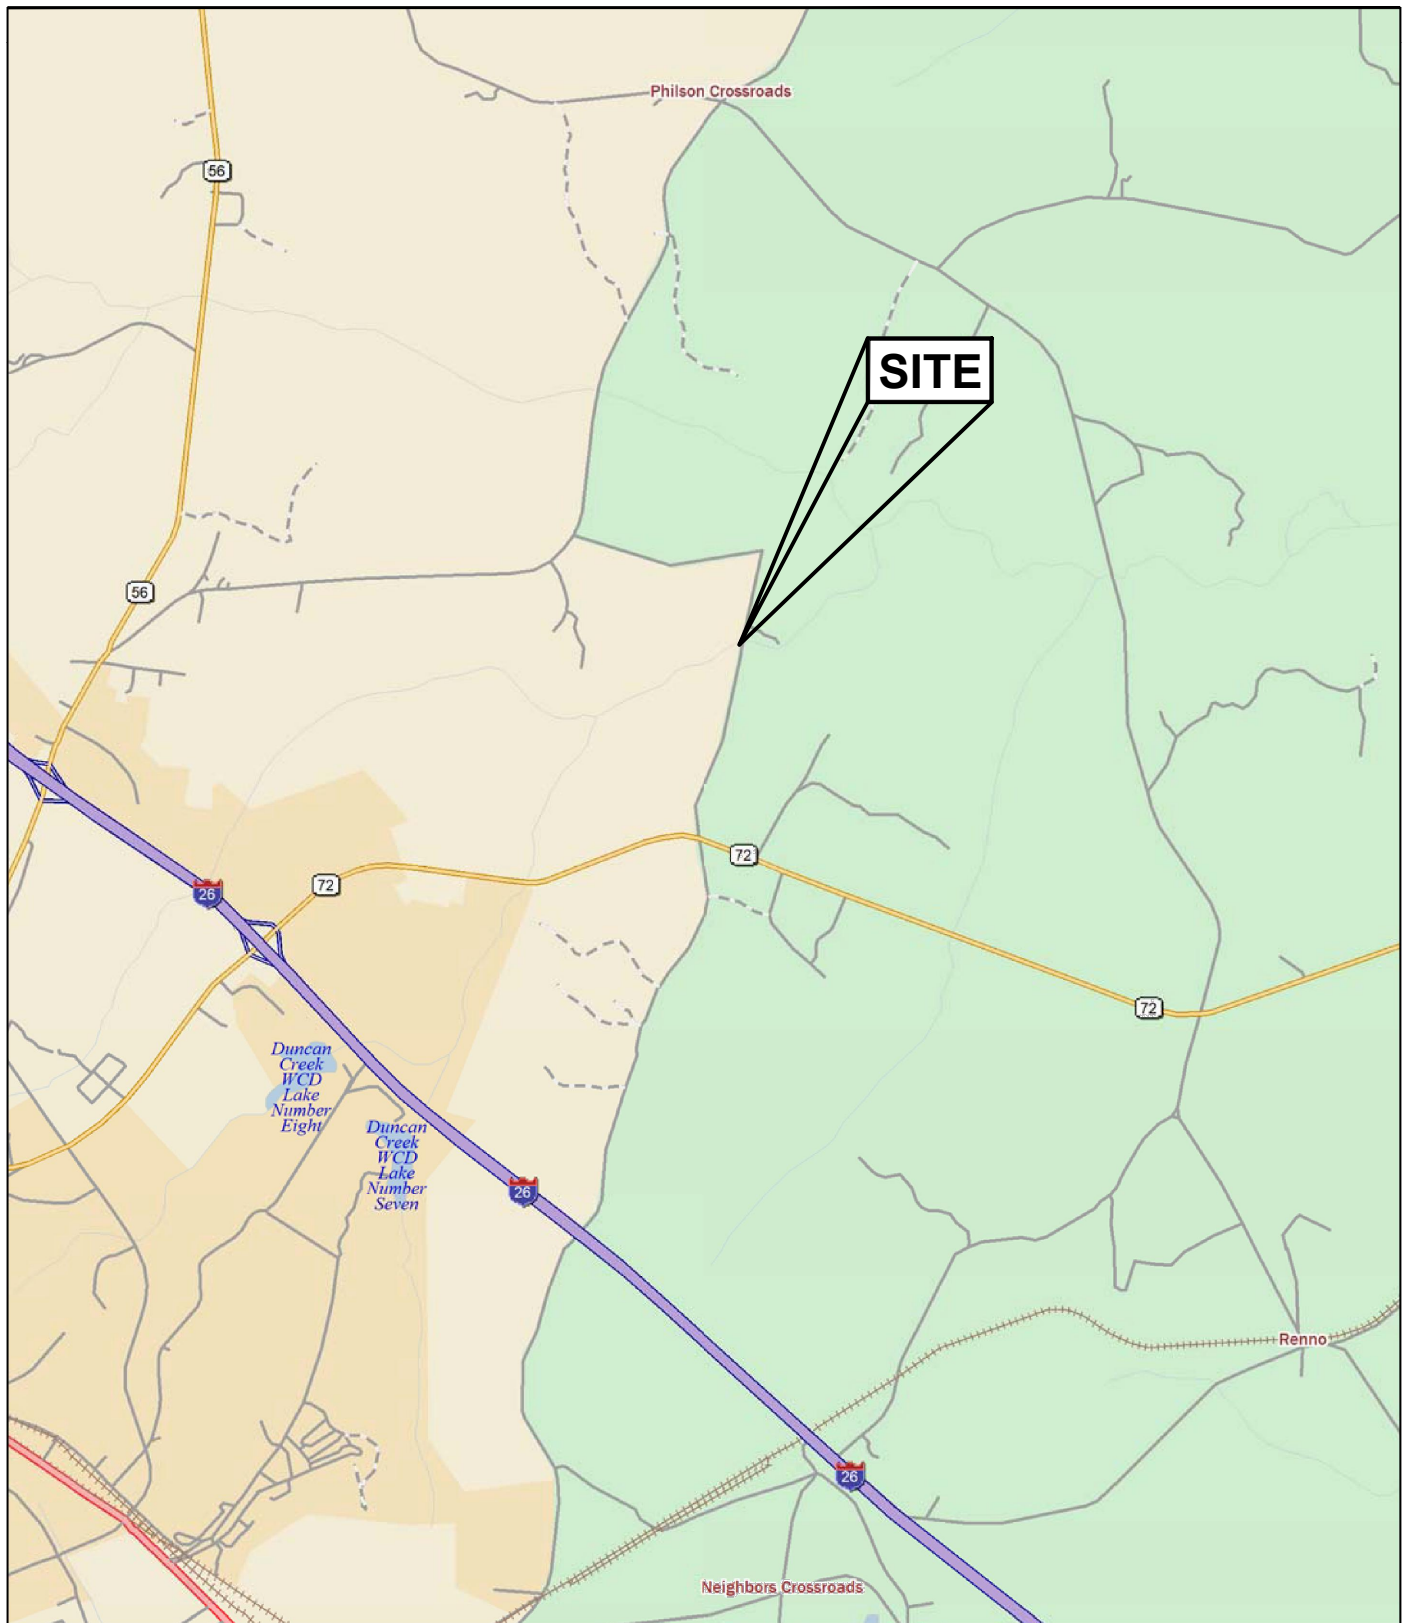 Philson Crossroads
56
SITE
56
72
72
26
72
Duncan
Creek
WCD
Lake
Number
Eight
Duncan
Creek
WCD
Lake
Number
Seven
26
Renno
26
Neighbors Crossroads